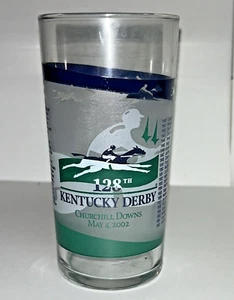 128TH
KENTUCKY DERBY
CHURCHILL DOWNS
MAY 4, 2002